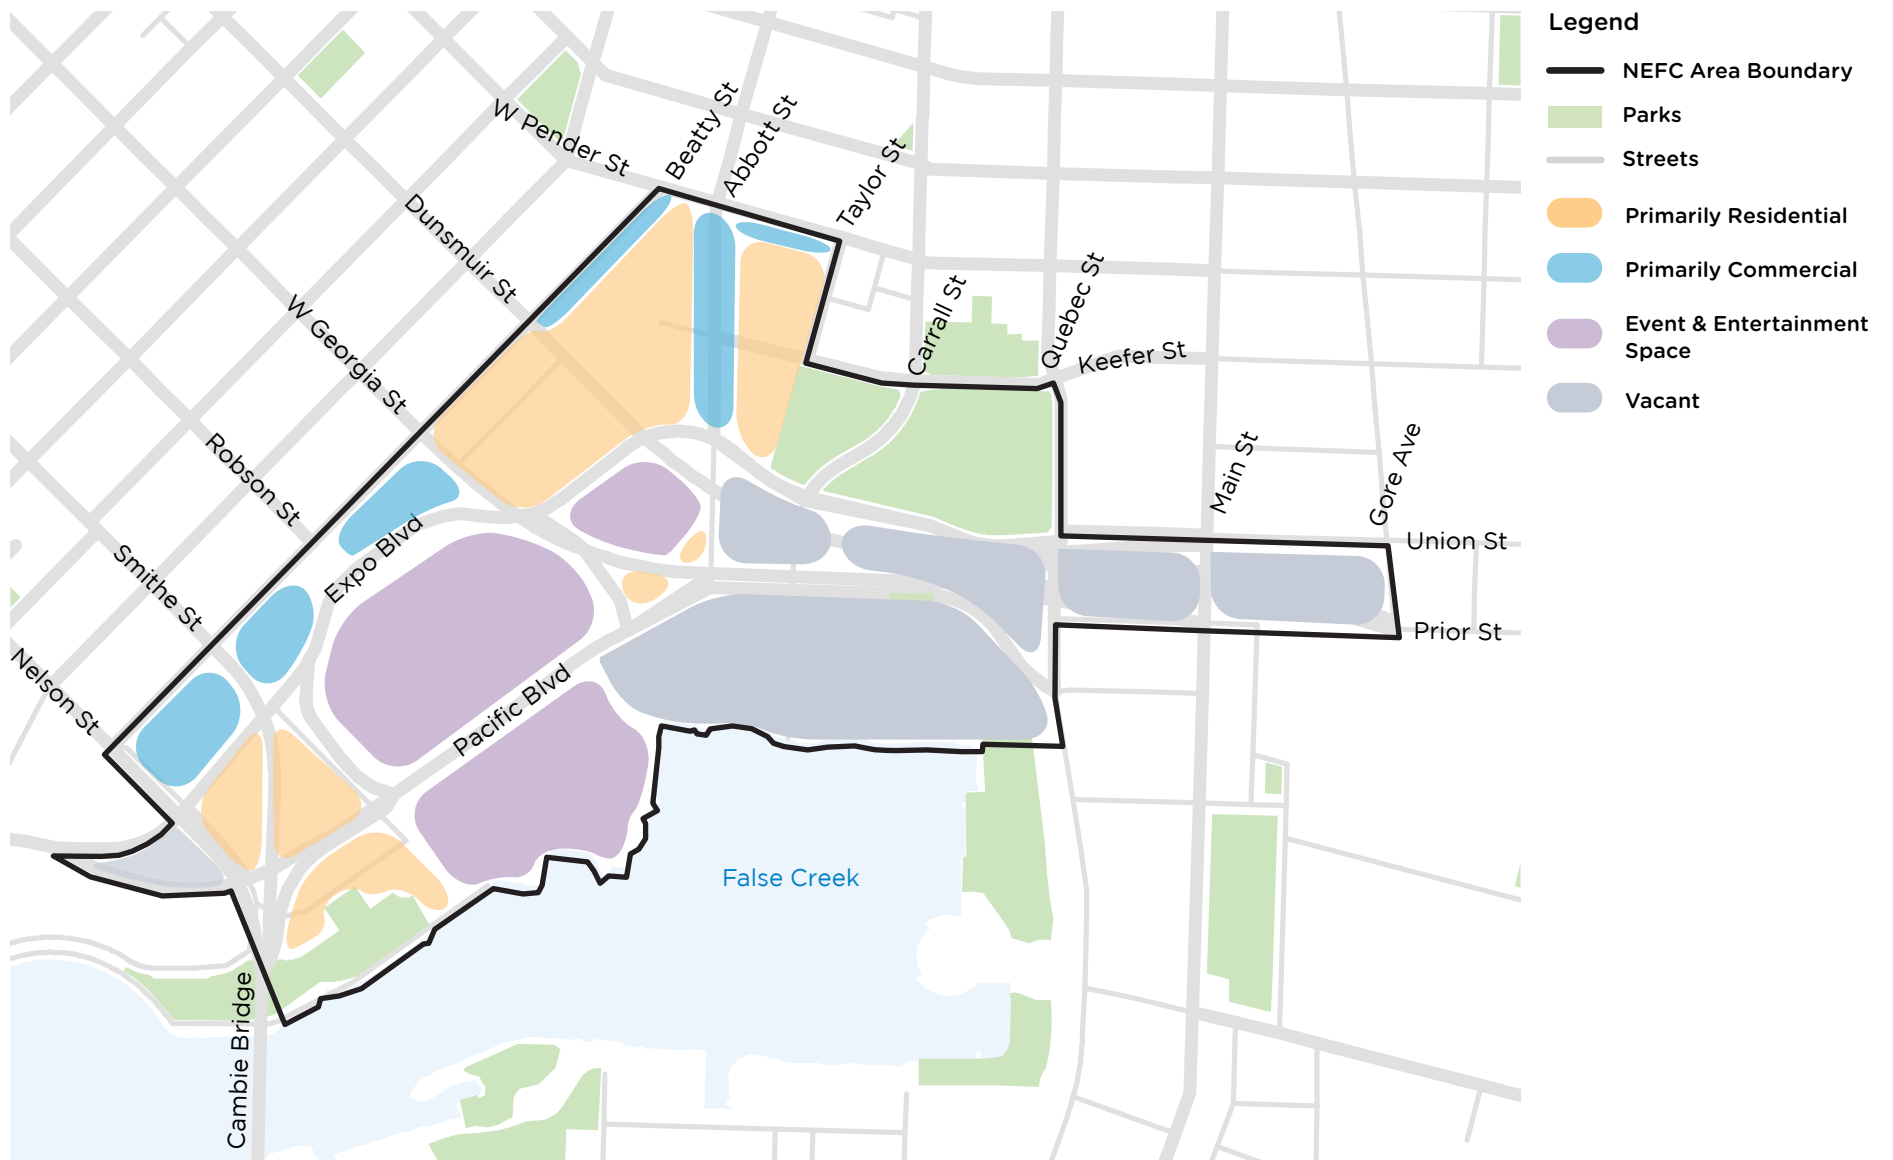 Legend
NEFC Area Boundary
Parks
Streets
Primarily Residential
Primarily Commercial
Event & Entertainment
Space
Vacant
W Pender St
Beatty St
Abbott St
Taylor St
Dunsmuir St
Carrall St
Quebec St
Keefer St
W Georgia St
Robson St
Main St
Gore Ave
Union St
Expo Blvd
Smithe St
Prior St
Nelson St
Pacific Blvd
False Creek
Cambie Bridge